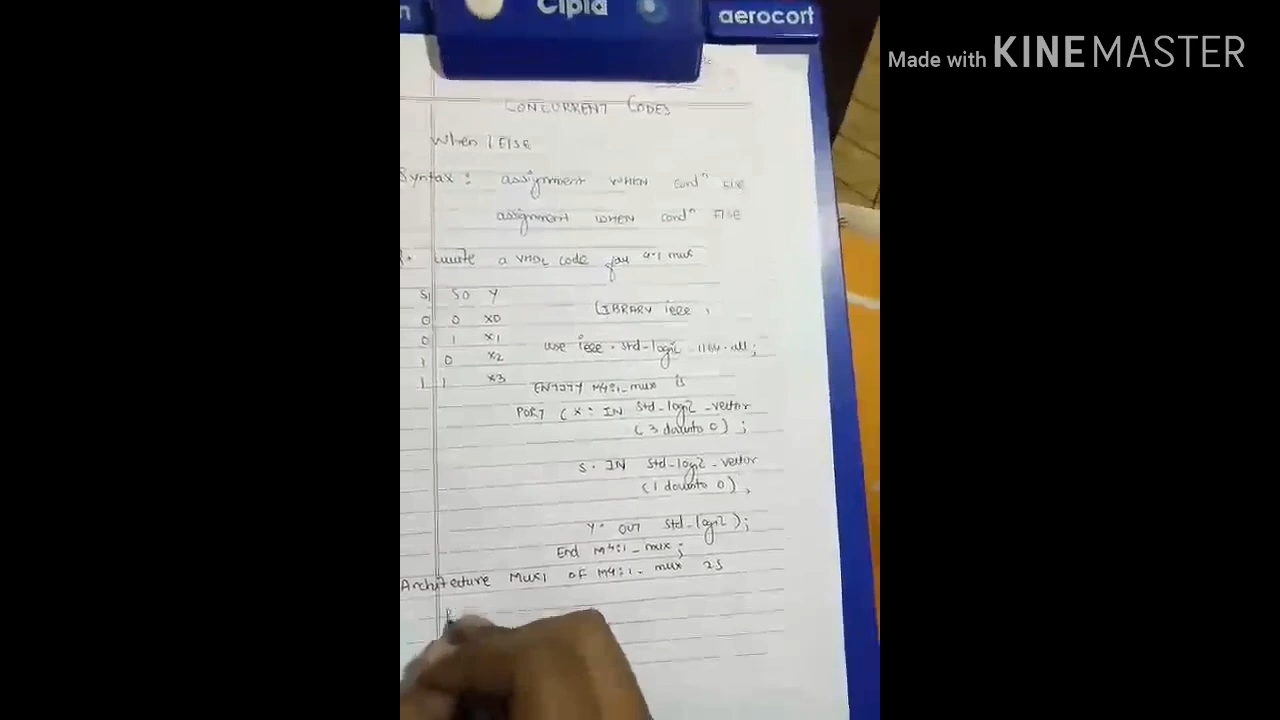 Cipla
aerocort
Made with KINEMASTER
CONCURRENT CODES
When | ELSE
Syntax : assignment WHEN condn ELSE
assignment WHEN condn ELSE
Write a VHDL code for 4:1 mux
S1 S0 Y
0 0 X0
0 1 X1
1 0 X2
1 1 X3
LIBRARY ieee ;
use ieee . std_logic_1164.all ;
ENTITY M4:1_mux is
PORT ( X : IN std_logic_vector
(3 downto 0) ;
S : IN std_logic_vector
(1 downto 0) ;
Y : OUT std_logic);
End M4:1_mux ;
Architecture Mux1 OF M4:1_mux IS